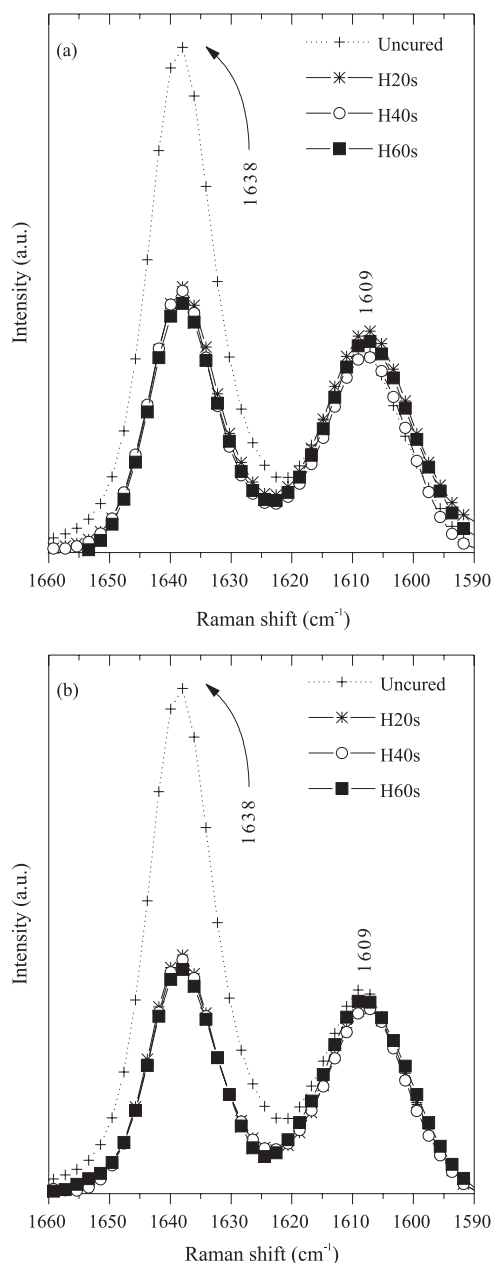 (a)
Uncured
H20s
H40s
H60s
1638
1609
Intensity (a.u.)
1660 1650 1640 1630 1620 1610 1600 1590
Raman shift (cm⁻¹)
(b)
Uncured
H20s
H40s
H60s
1638
1609
Intensity (a.u.)
1660 1650 1640 1630 1620 1610 1600 1590
Raman shift (cm⁻¹)